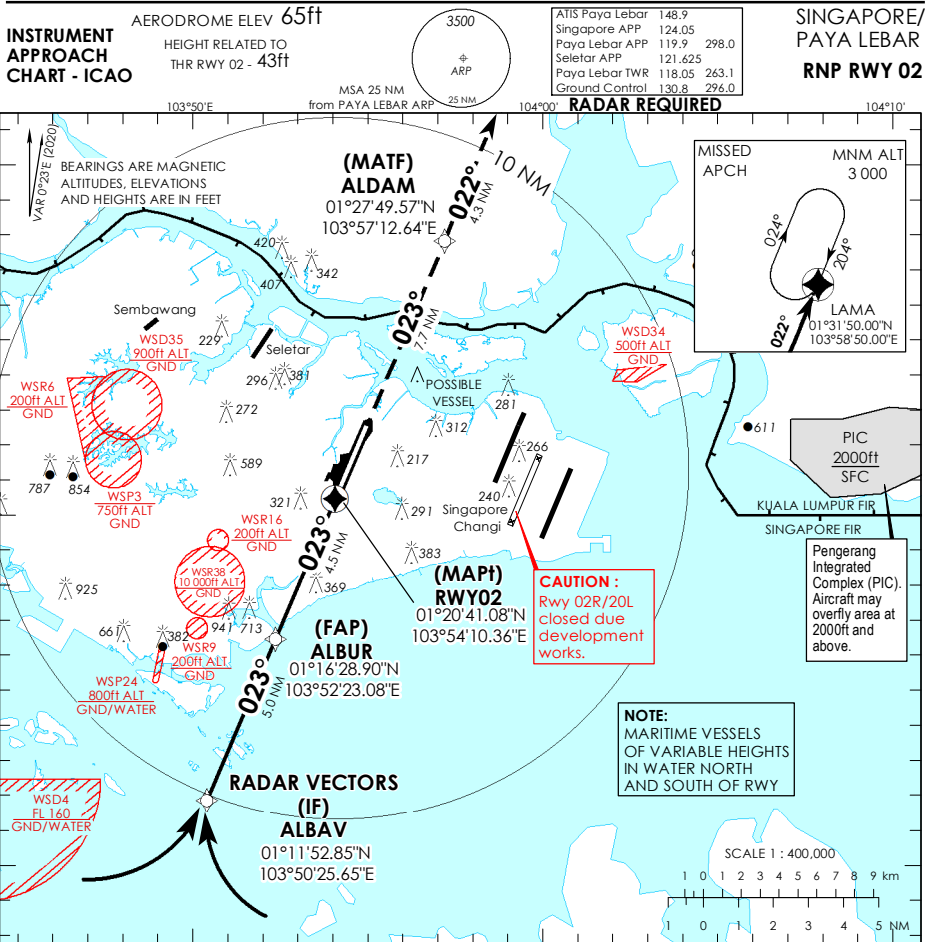 INSTRUMENT
APPROACH
CHART - ICAO
AERODROME ELEV 65ft
HEIGHT RELATED TO
THR RWY 02 - 43ft
3500
ARP
25 NM
MSA 25 NM
from PAYA LEBAR ARP
ATIS Paya Lebar 148.9
Singapore APP 124.05
Paya Lebar APP 119.9 298.0
Seletar APP 121.625
Paya Lebar TWR 118.05 263.1
Ground Control 130.8 296.0
RADAR REQUIRED
SINGAPORE/
PAYA LEBAR
RNP RWY 02
103°50'E
104°00'
104°10'
VAR 0°23'E (2020)
BEARINGS ARE MAGNETIC
ALTITUDES, ELEVATIONS
AND HEIGHTS ARE IN FEET
(MATF)
ALDAM
01°27'49.57"N
103°57'12.64"E
022°
4.3 NM
10 NM
MISSED
APCH
MNM ALT
3 000
024°
204°
LAMA
01°31'50.00"N
103°58'50.00"E
022°
420
407
342
Sembawang
229
Seletar
023°
7.7 NM
WSD35
900ft ALT
GND
WSD34
500ft ALT
GND
WSR6
200ft ALT
GND
296
381
POSSIBLE
VESSEL
281
272
312
611
PIC
2000ft
SFC
787
854
589
217
266
WSP3
750ft ALT
GND
321
291
240
Singapore
Changi
KUALA LUMPUR FIR
SINGAPORE FIR
WSR16
200ft ALT
GND
023°
4.5 NM
383
Pengerang
Integrated
Complex (PIC).
Aircraft may
overfly area at
2000ft and
above.
WSR38
10 000ft ALT
GND
925
369
(MAPt)
RWY02
01°20'41.08"N
103°54'10.36"E
CAUTION :
Rwy 02R/20L
closed due
development
works.
661
382
941
713
(FAP)
ALBUR
01°16'28.90"N
103°52'23.08"E
WSR9
200ft ALT
GND
WSP24
800ft ALT
GND/WATER
023°
5.0 NM
NOTE:
MARITIME VESSELS
OF VARIABLE HEIGHTS
IN WATER NORTH
AND SOUTH OF RWY
RADAR VECTORS
(IF)
ALBAV
01°11'52.85"N
103°50'25.65"E
WSD4
FL 160
GND/WATER
SCALE 1 : 400,000
1 0 1 2 3 4 5 6 7 8 9 km
1 0 1 2 3 4 5 NM